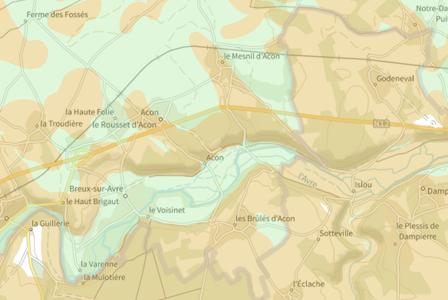 Ferme des Fossés
Notre-Da
le Mesnil d'Acon
Godeneval
la Haute Folie
Acon
la Troudière
le Rousset d'Acon
N12
Acon
l'Avre
Islou
Breux-sur-Avre
le Haut Brigaut
Damp
le Voisinet
la Guillerie
les Brûlés d'Acon
Sotteville
le Plessis de
Dampierre
la Varenne
la Mulotière
l'Éclache